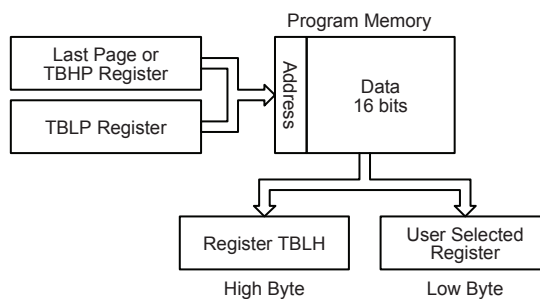 Program Memory
Last Page or
TBHP Register
TBLP Register
Address
Data
16 bits
Register TBLH
User Selected
Register
High Byte
Low Byte